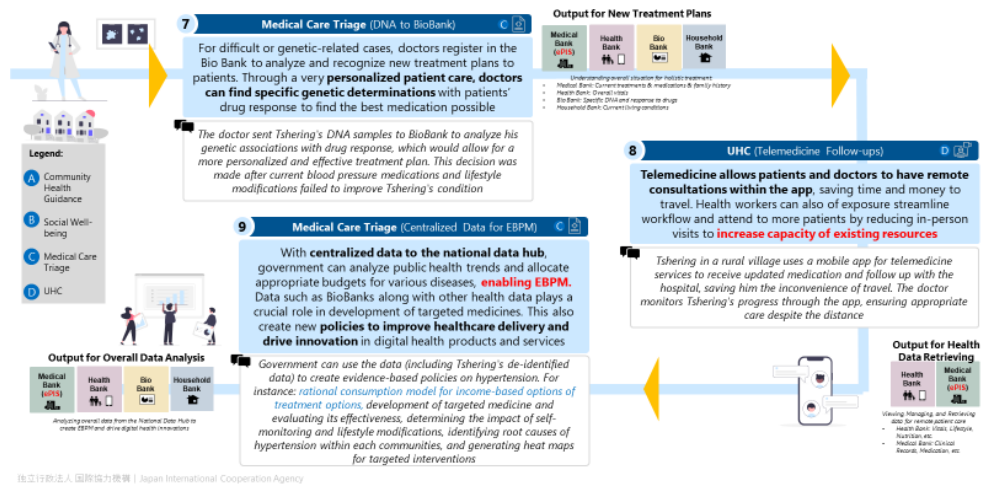 7
Medical Care Triage (DNA to BioBank)
C
For difficult or genetic-related cases, doctors register in the
Bio Bank to analyze and recognize new treatment plans to
patients. Through a very personalized patient care, doctors
can find specific genetic determinations with patients'
drug response to find the best medication possible
The doctor sent Tshering's DNA samples to BioBank to analyze his
genetic associations with drug response, which would allow for a
more personalized and effective treatment plan. This decision was
made after current blood pressure medications and lifestyle
modifications failed to improve Tshering's condition
Output for New Treatment Plans
Medical
Bank
(ePIS)
Health
Bank
Bio
Bank
Household
Bank
Understanding overall situation for holistic treatment:
• Medical Bank: Current treatments & medications & family history
• Health Bank: Overall vitals
• Bio Bank: Specific DNA and response to drugs
• Household Bank: Current living conditions
Legend:
A
Community
Health
Guidance
B
Social Well-
being
C
Medical Care
Triage
D
UHC
8
UHC (Telemedicine Follow-ups)
D
Telemedicine allows patients and doctors to have remote
consultations within the app, saving time and money to
travel. Health workers can also of exposure streamline
workflow and attend to more patients by reducing in-person
visits to increase capacity of existing resources
Tshering in a rural village uses a mobile app for telemedicine
services to receive updated medication and follow up with the
hospital, saving him the inconvenience of travel. The doctor
monitors Tshering's progress through the app, ensuring appropriate
care despite the distance
9
Medical Care Triage (Centralized Data for EBPM)
C
With centralized data to the national data hub,
government can analyze public health trends and allocate
appropriate budgets for various diseases, enabling EBPM.
Data such as BioBanks along with other health data plays a
crucial role in development of targeted medicines. This also
create new policies to improve healthcare delivery and
drive innovation in digital health products and services
Government can use the data (including Tshering's de-identified
data) to create evidence-based policies on hypertension. For
instance: rational consumption model for income-based options of
treatment options, development of targeted medicine and
evaluating its effectiveness, determining the impact of self-
monitoring and lifestyle modifications, identifying root causes of
hypertension within each communities, and generating heat maps
for targeted interventions
Output for Overall Data Analysis
Medical
Bank
(ePIS)
Health
Bank
Bio
Bank
Household
Bank
Analyzing overall data from the National Data Hub to
create EBPM and drive digital health innovations
Output for Health
Data Retrieving
Health
Bank
Medical
Bank
(ePIS)
Viewing, Managing, and Retrieving
data for remote patient care
• Health Bank: Vitals, Lifestyle,
Nutrition, etc
• Medical Bank: Clinical
Records, Medication, etc
独立行政法人 国際協力機構 | Japan International Cooperation Agency